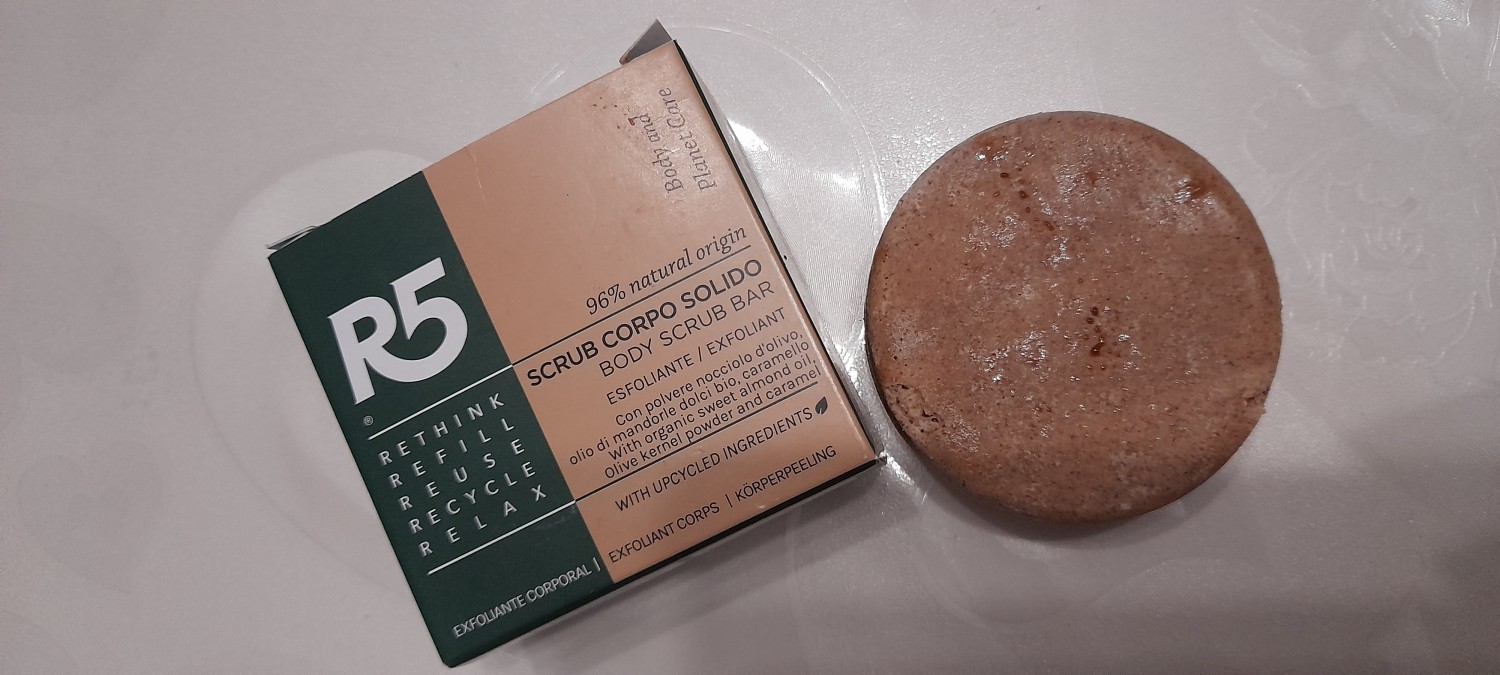 Body and
Planet Care
R5
®
RETHINK
REFILL
REUSE
RECYCLE
RELAX
96% natural origin
SCRUB CORPO SOLIDO
BODY SCRUB BAR
ESFOLIANTE / EXFOLIANT
Con polvere nocciolo d'olivo,
olio di mandorle dolci bio, caramello
With organic sweet almond oil,
Olive kernel powder and caramel
WITH UPCYCLED INGREDIENTS
EXFOLIANTE CORPORAL | EXFOLIANT CORPS | KÖRPERPEELING